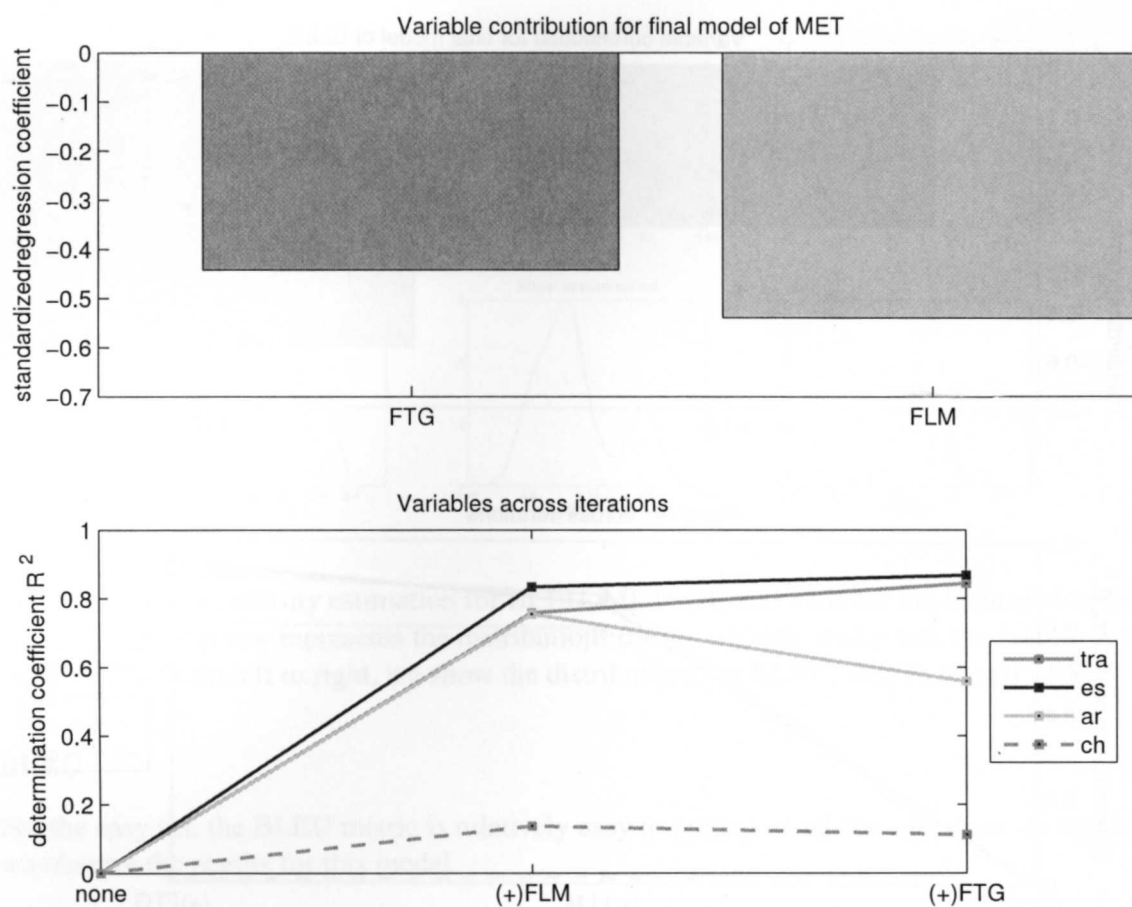 Variable contribution for final model of MET
standardizedregression coefficient
0
−0.1
−0.2
−0.3
−0.4
−0.5
−0.6
−0.7
FTG
FLM
Variables across iterations
determination coefficient R 2
1
0.8
0.6
0.4
0.2
0
none
(+)FLM
(+)FTG
tra
es
ar
ch